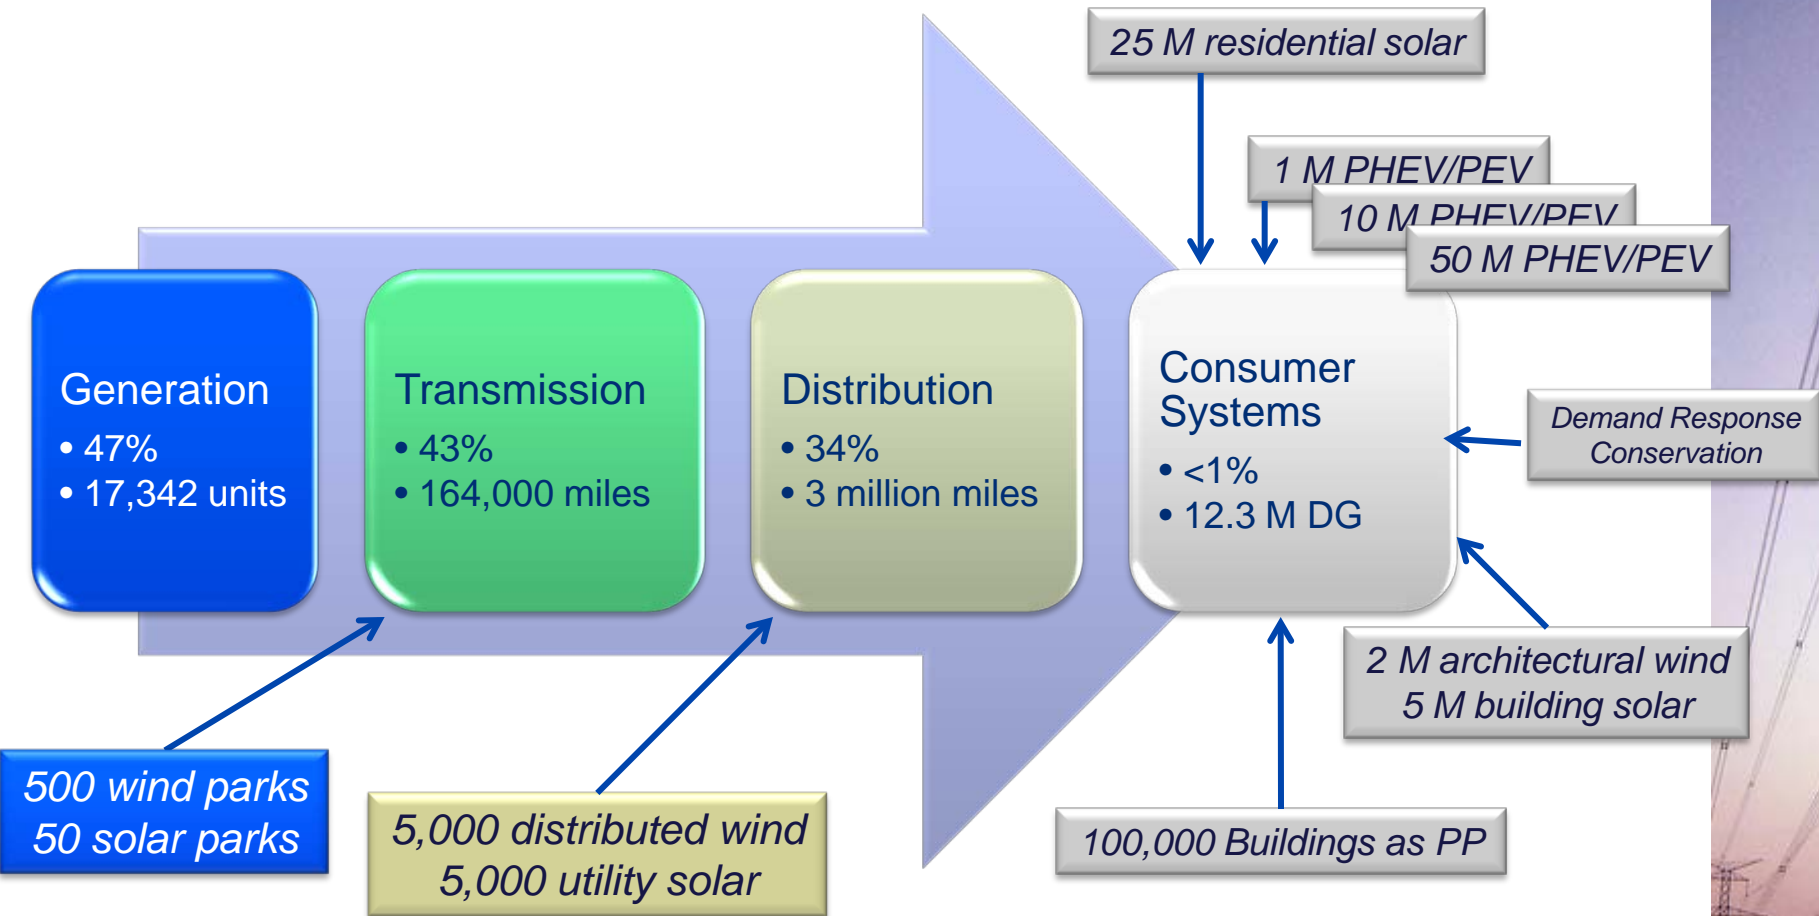 25 M residential solar
1 M PHEV/PEV
10 M PHEV/PEV
50 M PHEV/PEV
Generation
• 47%
• 17,342 units
Transmission
• 43%
• 164,000 miles
Distribution
• 34%
• 3 million miles
Consumer
Systems
• <1%
• 12.3 M DG
Demand Response
Conservation
2 M architectural wind
5 M building solar
500 wind parks
50 solar parks
5,000 distributed wind
5,000 utility solar
100,000 Buildings as PP